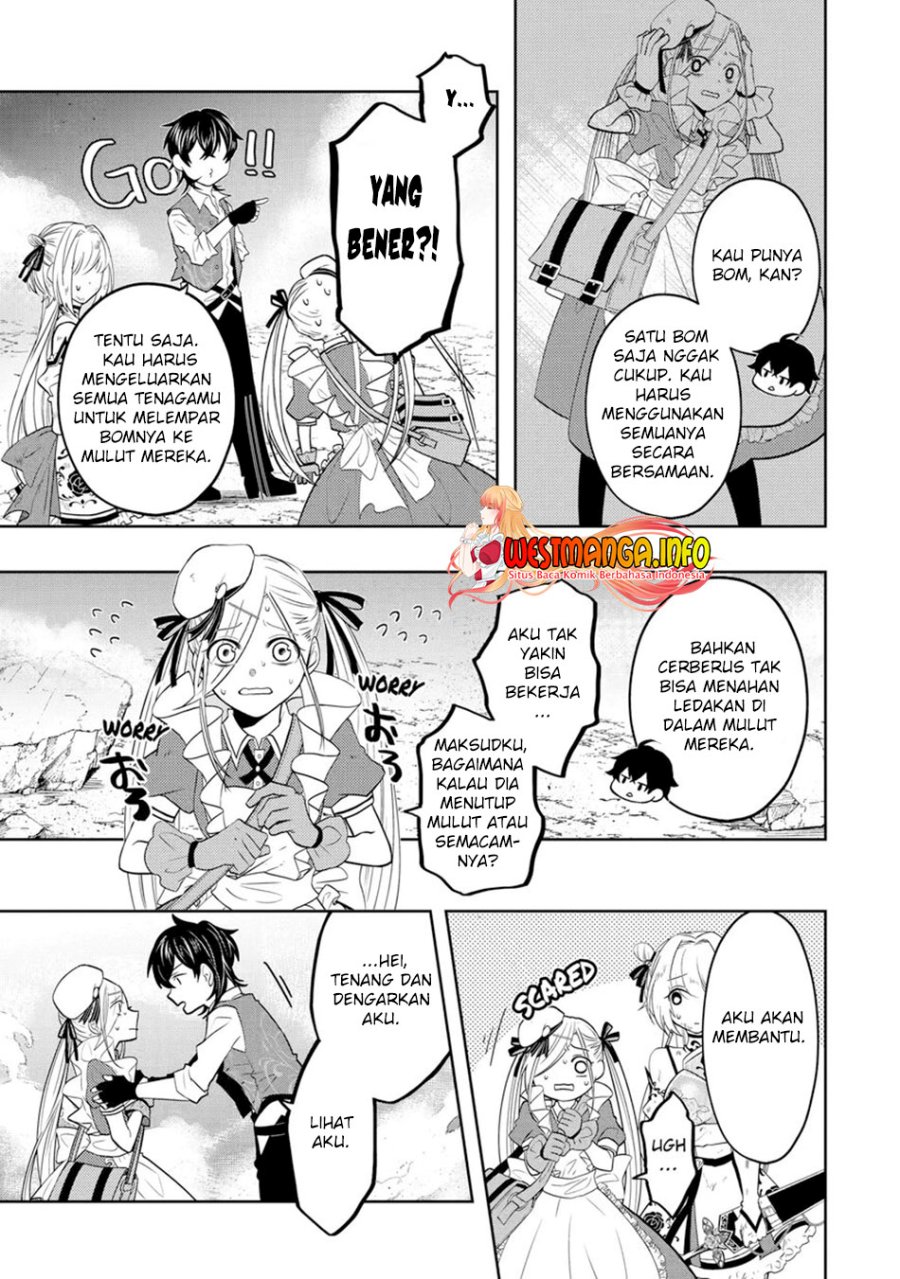 KAU PUNYA
BOM, KAN?
SATU BOM
SAJA NGGAK
CUKUP. KAU
HARUS
MENGGUNAKAN
SEMUANYA
SECARA
BERSAMAAN.
Y...
YANG
BENER?!
Go!!
TENTU SAJA.
KAU HARUS
MENGELUARKAN
SEMUA TENAGAMU
UNTUK MELEMPAR
BOMNYA KE
MULUT MEREKA.
WESTMANGA.INFO
Situs Baca Komik Berbahasa Indonesia
BAHKAN
CERBERUS TAK
BISA MENAHAN
LEDAKAN DI
DALAM MULUT
MEREKA.
AKU TAK
YAKIN
BISA
BEKERJA
...
MAKSUDKU,
BAGAIMANA
KALAU DIA
MENUTUP
MULUT ATAU
SEMACAM-
NYA?
WORRY
おろ
WORRY
おろ
AKU AKAN
MEMBANTU.
SCARED
UGH
...
...HEI,
TENANG DAN
DENGARKAN
AKU.
LIHAT
AKU.